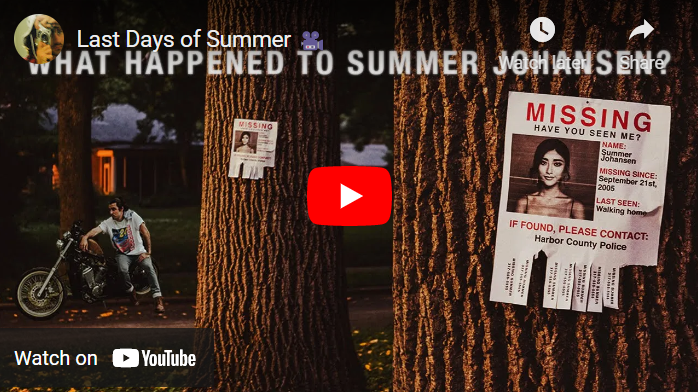 Last Days of Summer 🎥
WHAT HAPPENED TO SUMMER JOHANSEN?
Watch later
Share
MISSING
MISSING
HAVE YOU SEEN ME?
NAME:
Summer
Johansen
MISSING SINCE:
September 21st,
2005
LAST SEEN:
Walking home
IF FOUND, PLEASE CONTACT:
Harbor County Police
Watch on YouTube